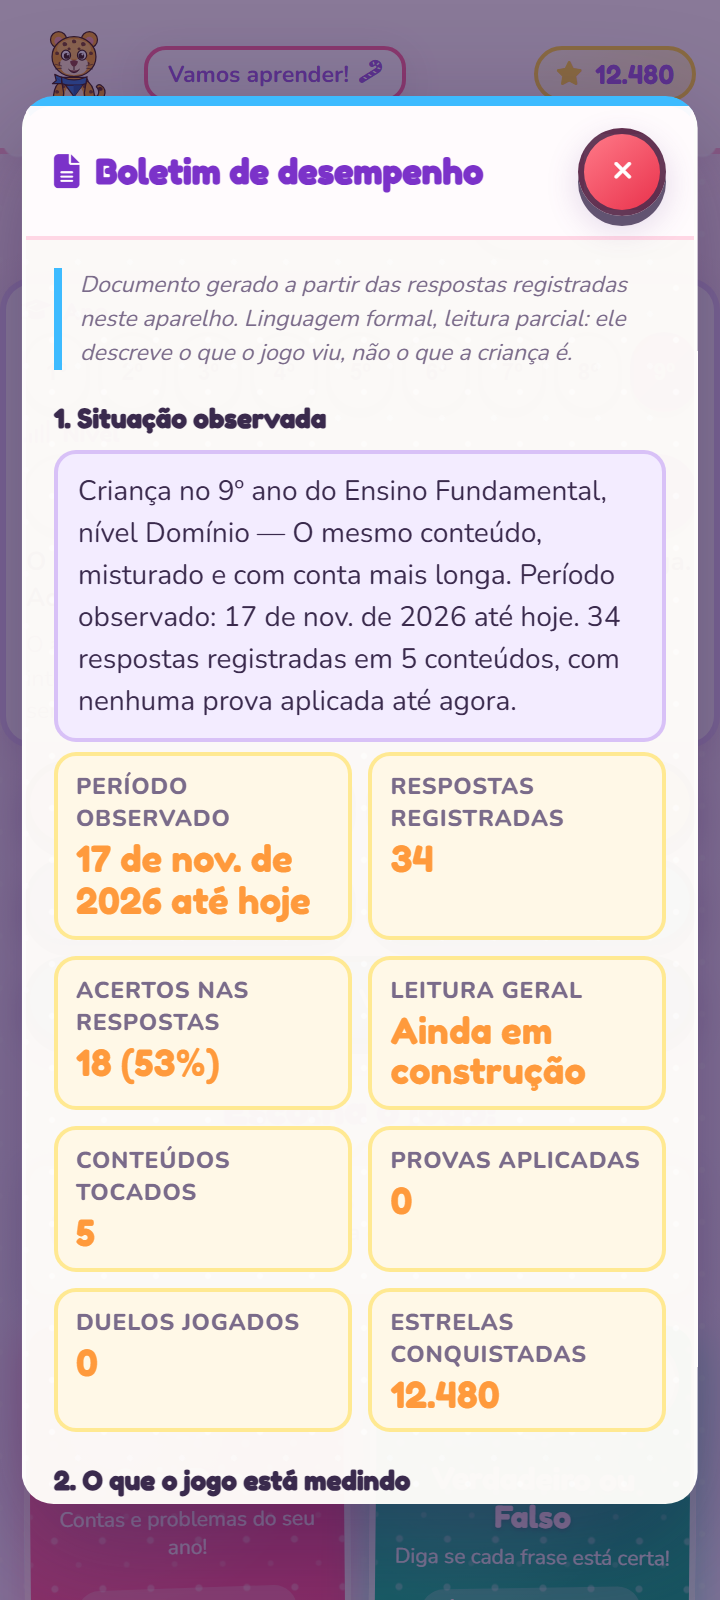 Vamos aprender!
12.480
Boletim de desempenho
Documento gerado a partir das respostas registradas
neste aparelho. Linguagem formal, leitura parcial: ele
descreve o que o jogo viu, não o que a criança é.
1. Situação observada
Criança no 9º ano do Ensino Fundamental,
nível Domínio — O mesmo conteúdo,
misturado e com conta mais longa. Período
observado: 17 de nov. de 2026 até hoje. 34
respostas registradas em 5 conteúdos, com
nenhuma prova aplicada até agora.
PERÍODO
OBSERVADO
17 de nov. de
2026 até hoje
RESPOSTAS
REGISTRADAS
34
ACERTOS NAS
RESPOSTAS
18 (53%)
LEITURA GERAL
Ainda em
construção
CONTEÚDOS
TOCADOS
5
PROVAS APLICADAS
0
DUELOS JOGADOS
0
ESTRELAS
CONQUISTADAS
12.480
2. O que o jogo está medindo
Contas e problemas do seu
ano!
Falso
Diga se cada frase está certa!